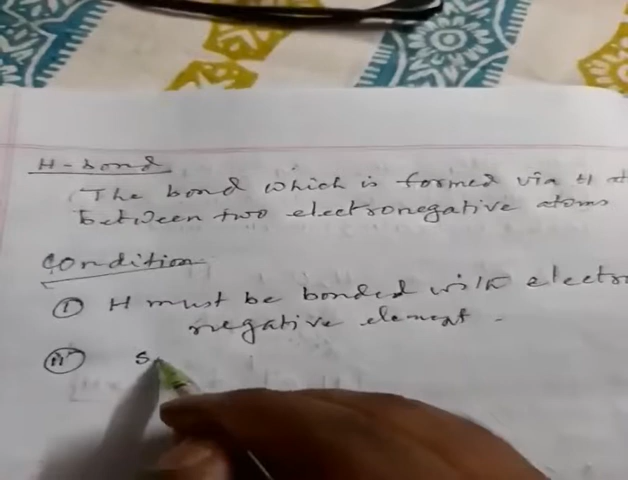 H-bond
The bond which is formed via H at
between two electronegative atoms
Condition
(i) H must be bonded with electro
negative element.
(ii) s